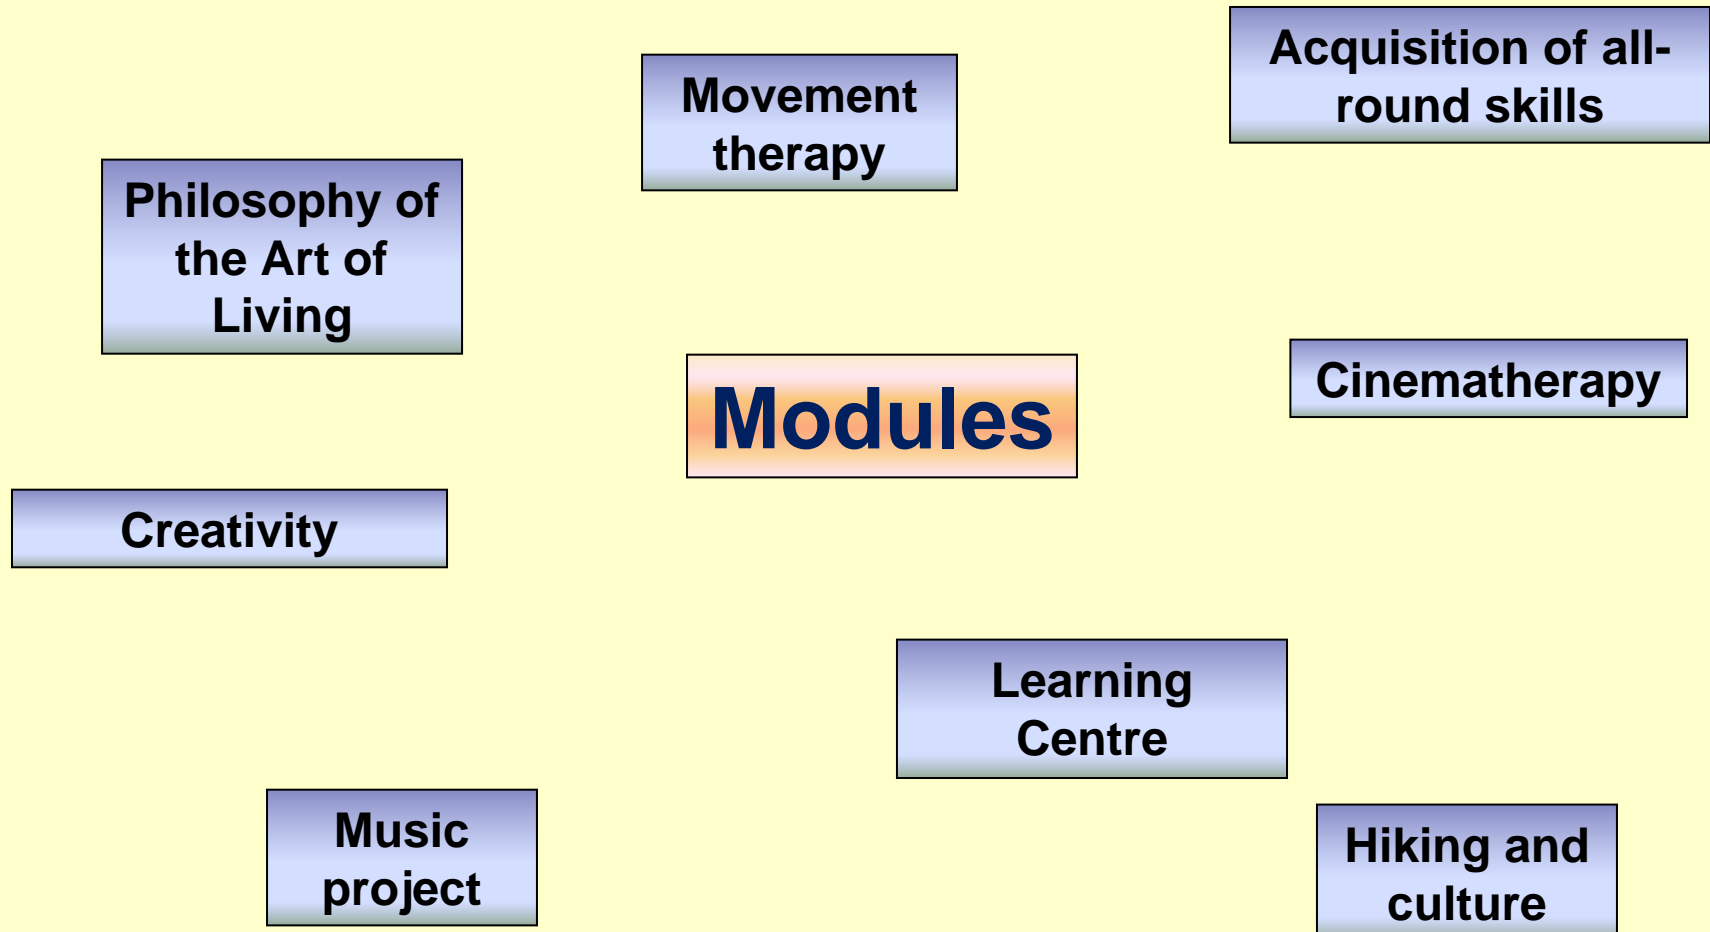 Acquisition of all-
round skills
Movement
therapy
Philosophy of
the Art of
Living
Cinematherapy
Modules
Creativity
Learning
Centre
Music
project
Hiking and
culture